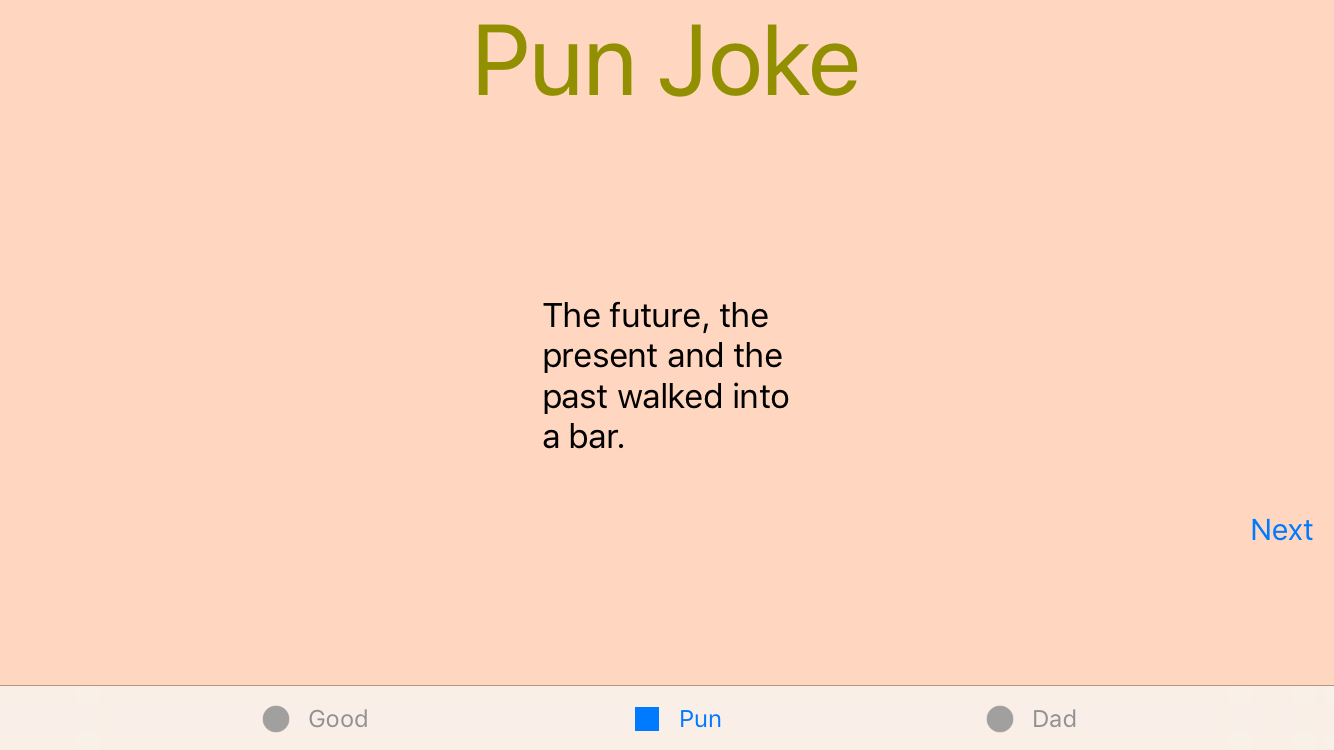 Pun Joke
The future, the
present and the
past walked into
a bar.
Next
Good
Pun
Dad